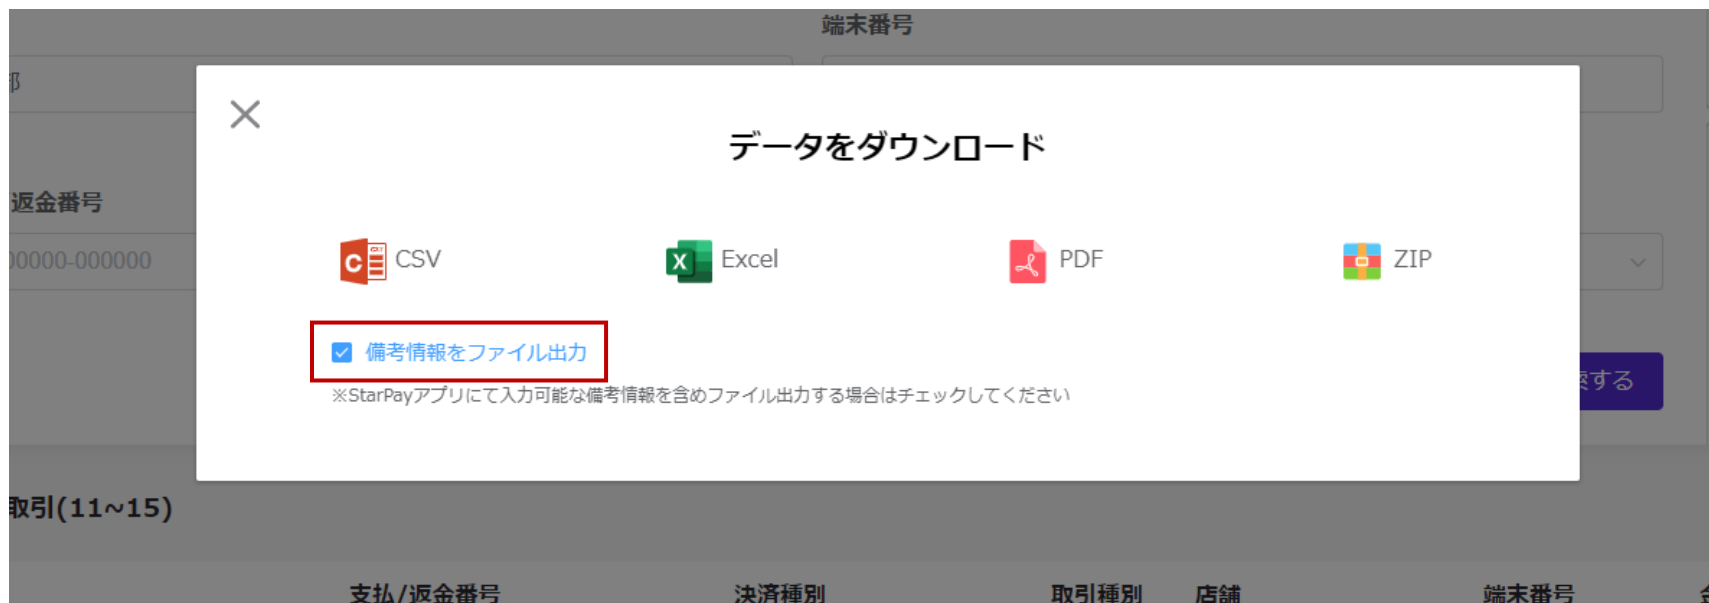 端末番号
部
データをダウンロード
返金番号
00000-000000
CSV
Excel
PDF
ZIP
備考情報をファイル出力
※StarPayアプリにて入力可能な備考情報を含めファイル出力する場合はチェックしてください
する
取引(11~15)
支払/返金番号
決済種別
取引種別
店舗
端末番号